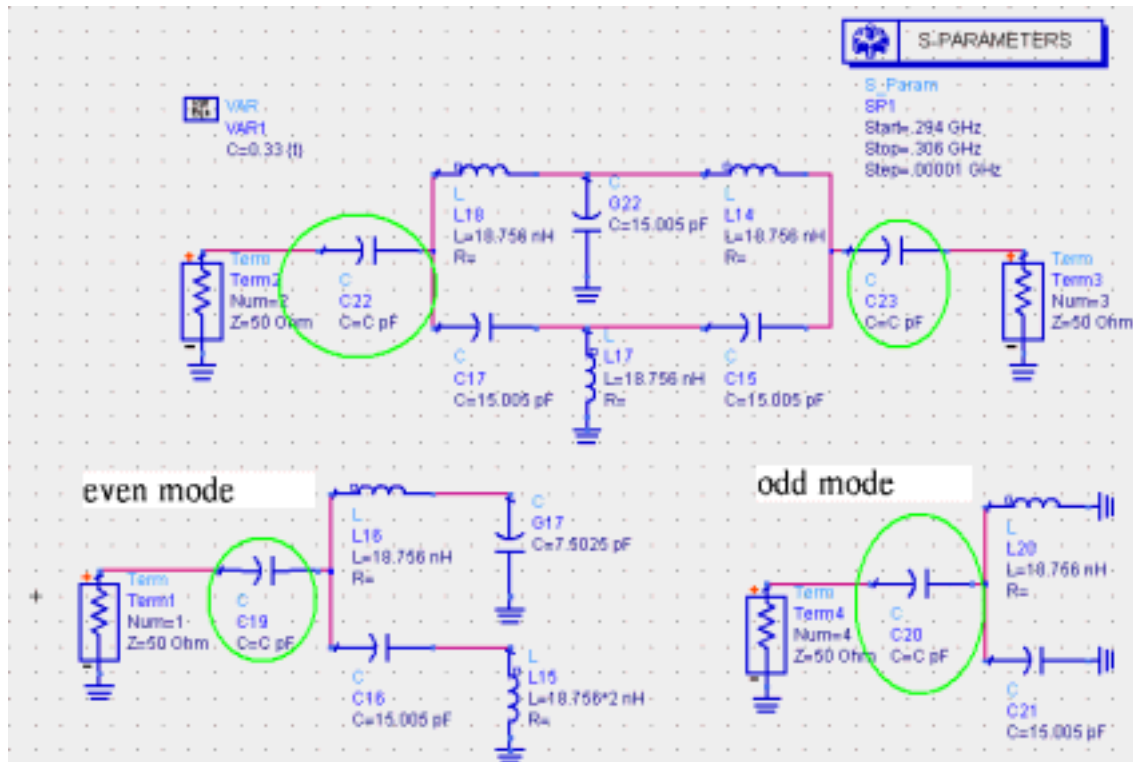 S-PARAMETERS
VAR
VAR1
C=0.33 {t}
S_Param
SP1
Start=.294 GHz
Stop=.306 GHz
Step=.00001 GHz
L
L18
L=18.756 nH
R=
C
G22
C=15.005 pF
L
L14
L=18.756 nH
R=
Term
Term2
Num=2
Z=50 Ohm
C
C22
C=C pF
C
C23
C=C pF
Term
Term3
Num=3
Z=50 Ohm
C
C17
C=15.005 pF
L
L17
L=18.756 nH
R=
C
C15
C=15.005 pF
even mode
L
L16
L=18.756 nH
R=
C
G17
C=7.5025 pF
Term
Term1
Num=1
Z=50 Ohm
C
C19
C=C pF
C
C16
C=15.005 pF
L
L15
L=18.756*2 nH
R=
odd mode
L
L20
L=18.756 nH
R=
Term
Term4
Num=4
Z=50 Ohm
C
C20
C=C pF
C
C21
C=15.005 pF